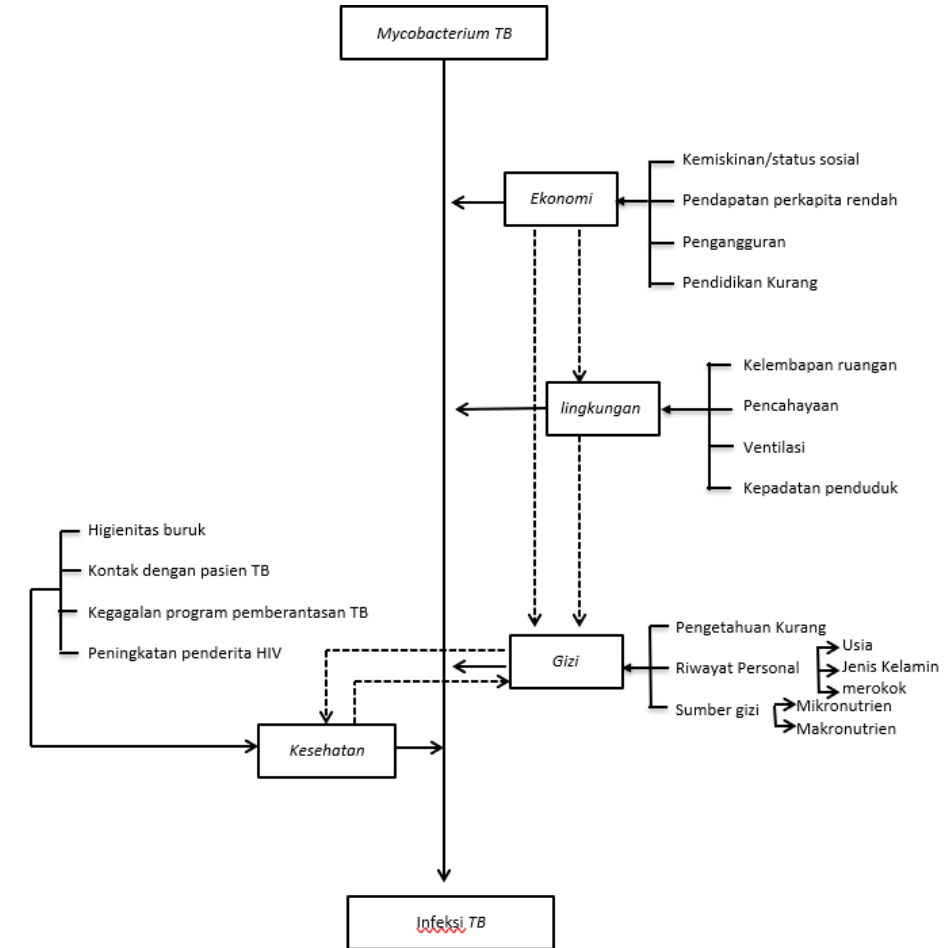 Mycobacterium TB
Kemiskinan/status sosial
Ekonomi
Pendapatan perkapita rendah
Pengangguran
Pendidikan Kurang
Kelembapan ruangan
lingkungan
Pencahayaan
Ventilasi
Kepadatan penduduk
Higienitas buruk
Kontak dengan pasien TB
Kegagalan program pemberantasan TB
Peningkatan penderita HIV
Pengetahuan Kurang
Gizi
Riwayat Personal
Usia
Jenis Kelamin
merokok
Sumber gizi
Mikronutrien
Makronutrien
Kesehatan
Infeksi TB